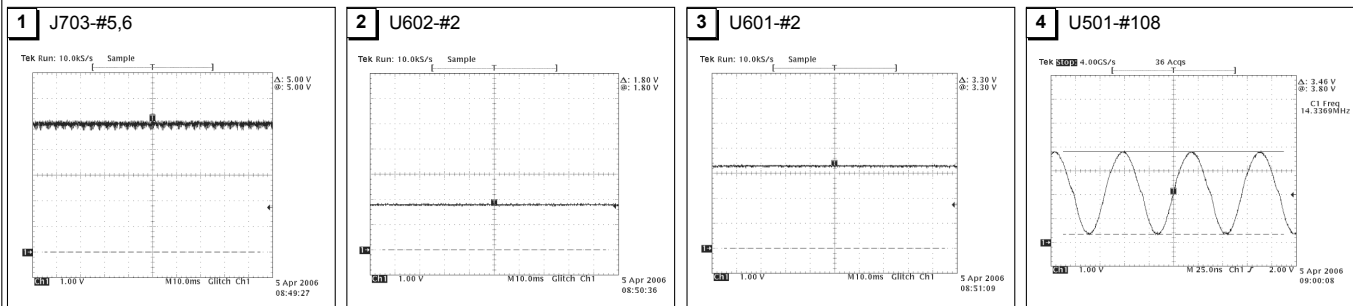 1 J703-#5,6
Tek Run: 10.0kS/s Sample
Δ: 5.00 V
@: 5.00 V
T
1
Ch1 1.00 V M10.0ms Glitch Ch1
5 Apr 2006
08:49:27
2 U602-#2
Tek Run: 10.0kS/s Sample
Δ: 1.80 V
@: 1.80 V
T
1
Ch1 1.00 V M10.0ms Glitch Ch1
5 Apr 2006
08:50:36
3 U601-#2
Tek Run: 10.0kS/s Sample
Δ: 3.30 V
@: 3.30 V
T
1
Ch1 1.00 V M10.0ms Glitch Ch1
5 Apr 2006
08:51:09
4 U501-#108
Tek Stop: 4.00GS/s 36 Acqs
Δ: 3.46 V
@: 3.80 V
C1 Freq
14.3369MHz
T
1
Ch1 1.00 V M 25.0ns Ch1 2.00 V
5 Apr 2006
09:00:08